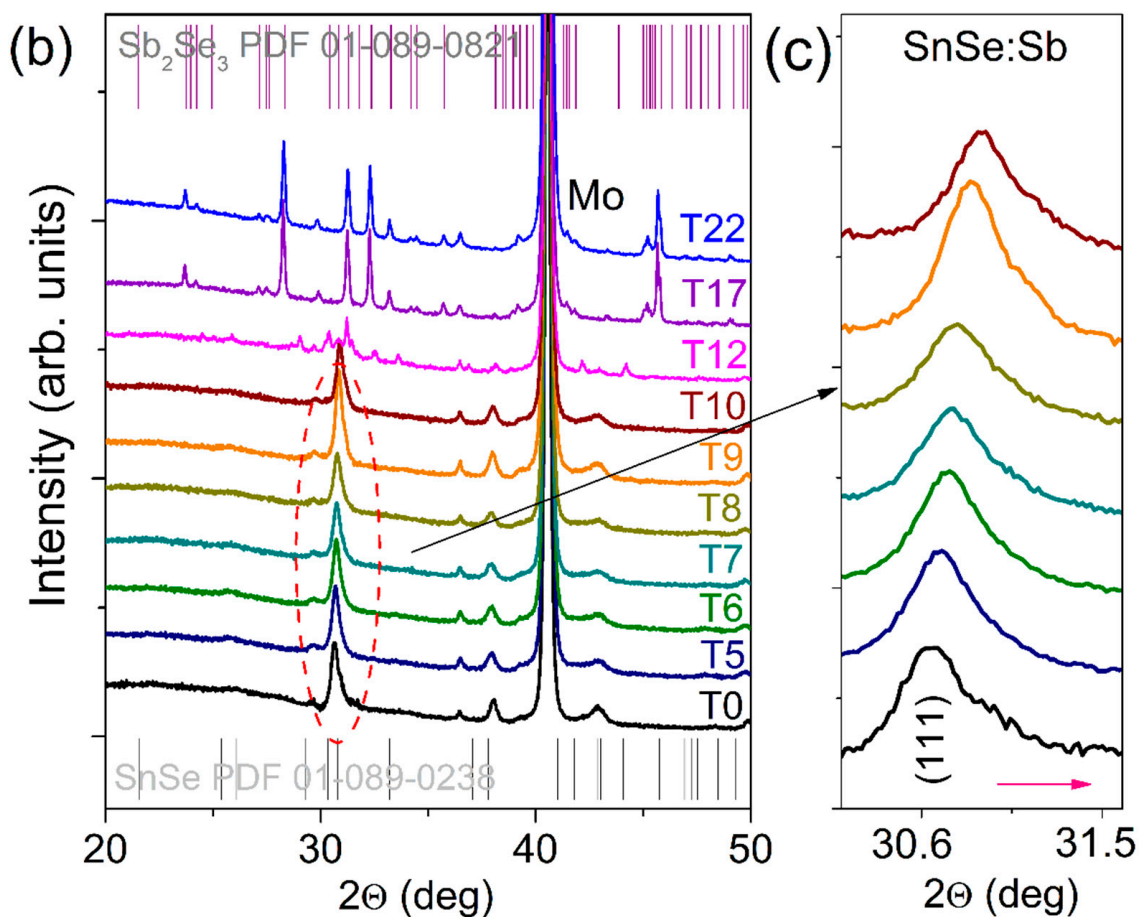 (b)
Sb2Se3 PDF 01-089-0821
Mo
T22
T17
T12
T10
T9
T8
T7
T6
T5
T0
SnSe PDF 01-089-0238
Intensity (arb. units)
20 30 40 50
2Θ (deg)
(c)
SnSe:Sb
(111)
30.6 31.5
2Θ (deg)